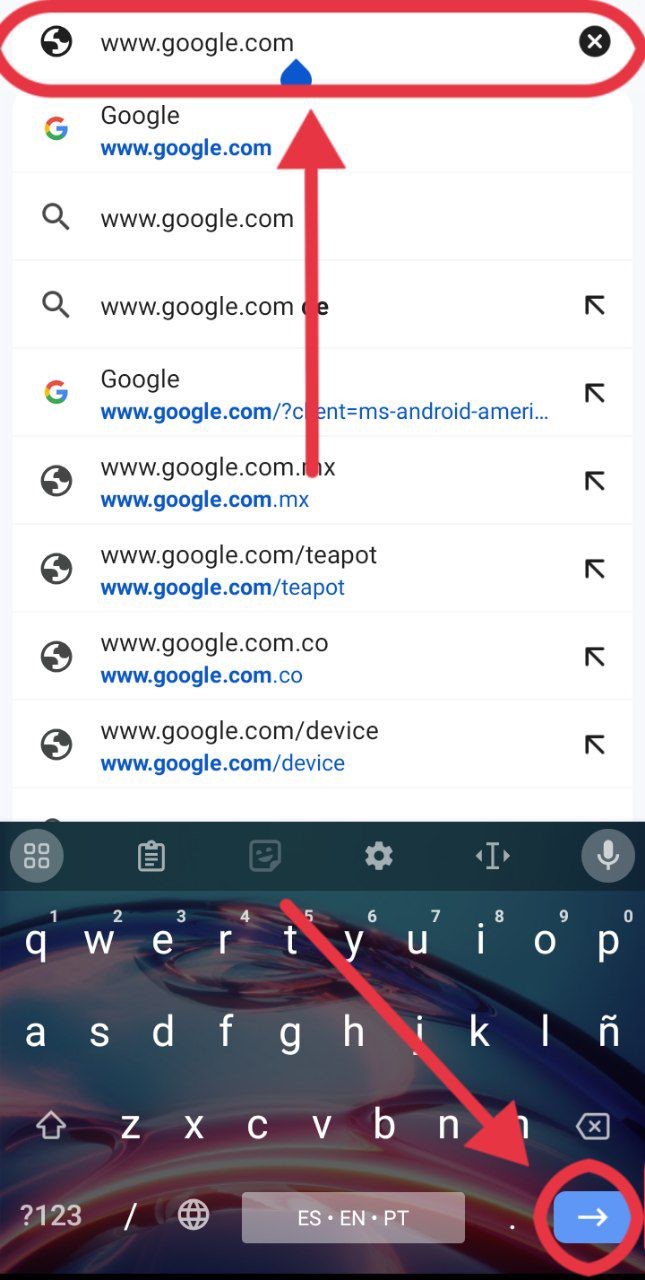 www.google.com
Google
www.google.com
www.google.com
www.google.com de
Google
www.google.com/?client=ms-android-ameri...
www.google.com.mx
www.google.com.mx
www.google.com/teapot
www.google.com/teapot
www.google.com.co
www.google.com.co
www.google.com/device
www.google.com/device
1 2 3 4 5 6 7 8 9 0
q w e r t y u i o p
a s d f g h j k l ñ
z x c v b n m
?123 / ES • EN • PT .